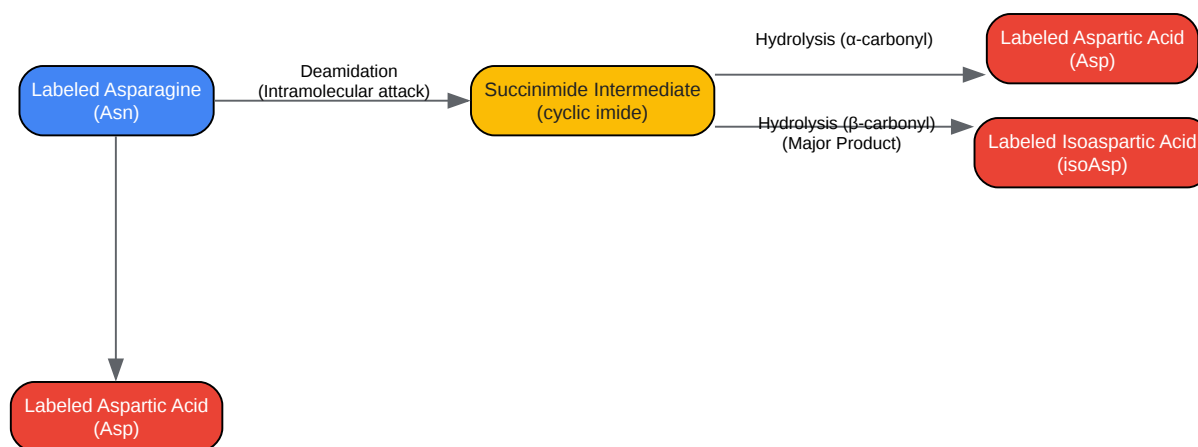 Labeled Asparagine
(Asn)
Deamidation
(Intramolecular attack)
Succinimide Intermediate
(cyclic imide)
Hydrolysis (α-carbonyl)
Labeled Aspartic Acid
(Asp)
Hydrolysis (β-carbonyl)
(Major Product)
Labeled Isoaspartic Acid
(isoAsp)
Labeled Aspartic Acid
(Asp)